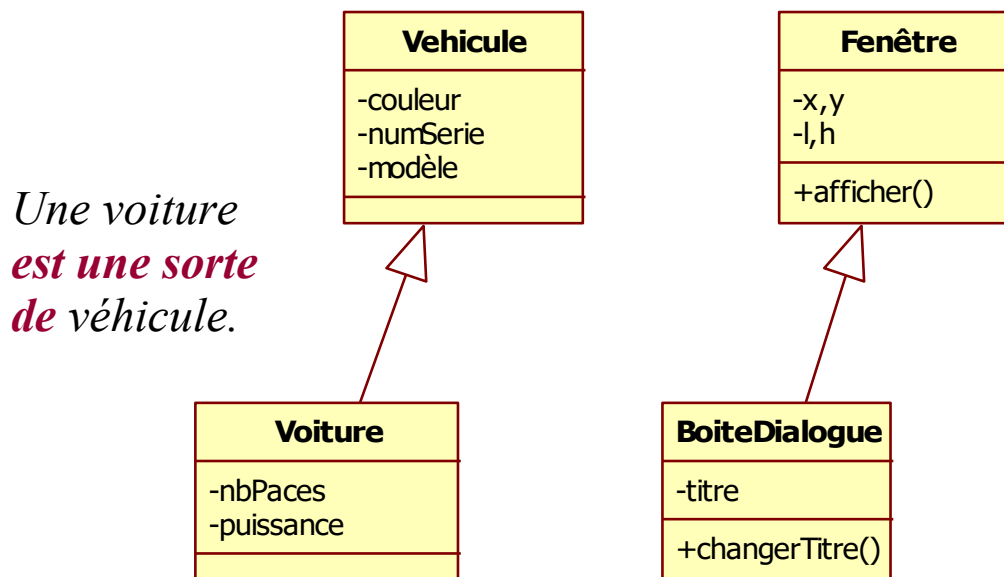 Vehicule
-couleur
-numSerie
-modèle
Fenêtre
-x,y
-l,h
+afficher()
Une voiture
est une sorte
de véhicule.
Voiture
-nbPaces
-puissance
BoiteDialogue
-titre
+changerTitre()